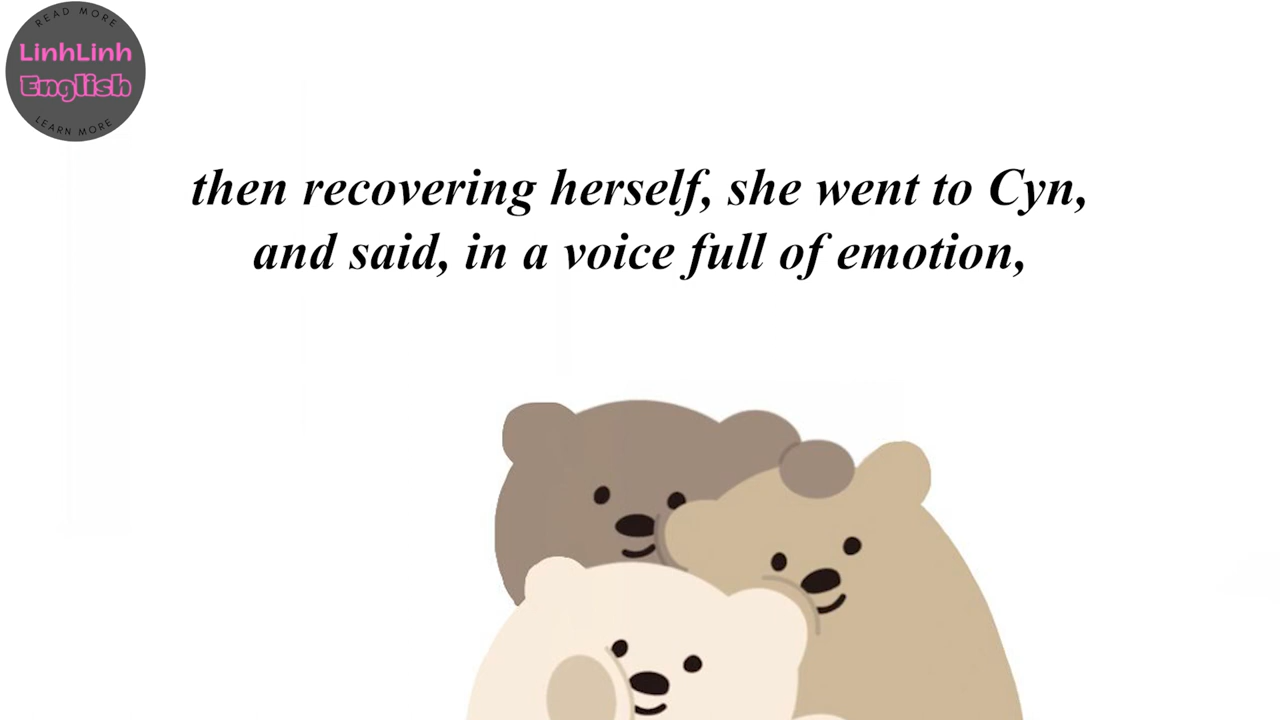 READ MORE
LinhLinh
English
LEARN MORE
then recovering herself, she went to Cyn,
and said, in a voice full of emotion,